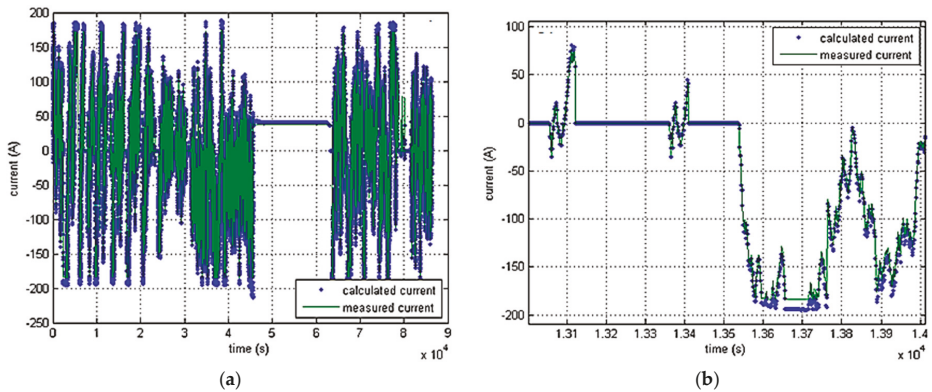 200
150
100
50
0
-50
-100
-150
-200
-250
current (A)
calculated current
measured current
0 1 2 3 4 5 6 7 8 9
time (s)
x 10^4
(a)
100
50
0
-50
-100
-150
-200
current (A)
calculated current
measured current
1.31 1.32 1.33 1.34 1.35 1.36 1.37 1.38 1.39 1.4
time (s)
x 10^4
(b)